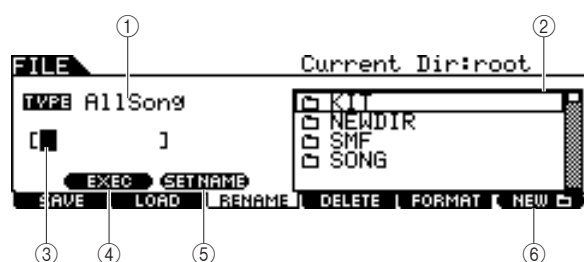 ① ②
FILE Current Dir:root
TYPE AllSong
KIT
NEWDIR
SMF
SONG
[ ]
EXEC SET NAME
SAVE LOAD RENAME DELETE FORMAT NEW
③ ④ ⑤ ⑥